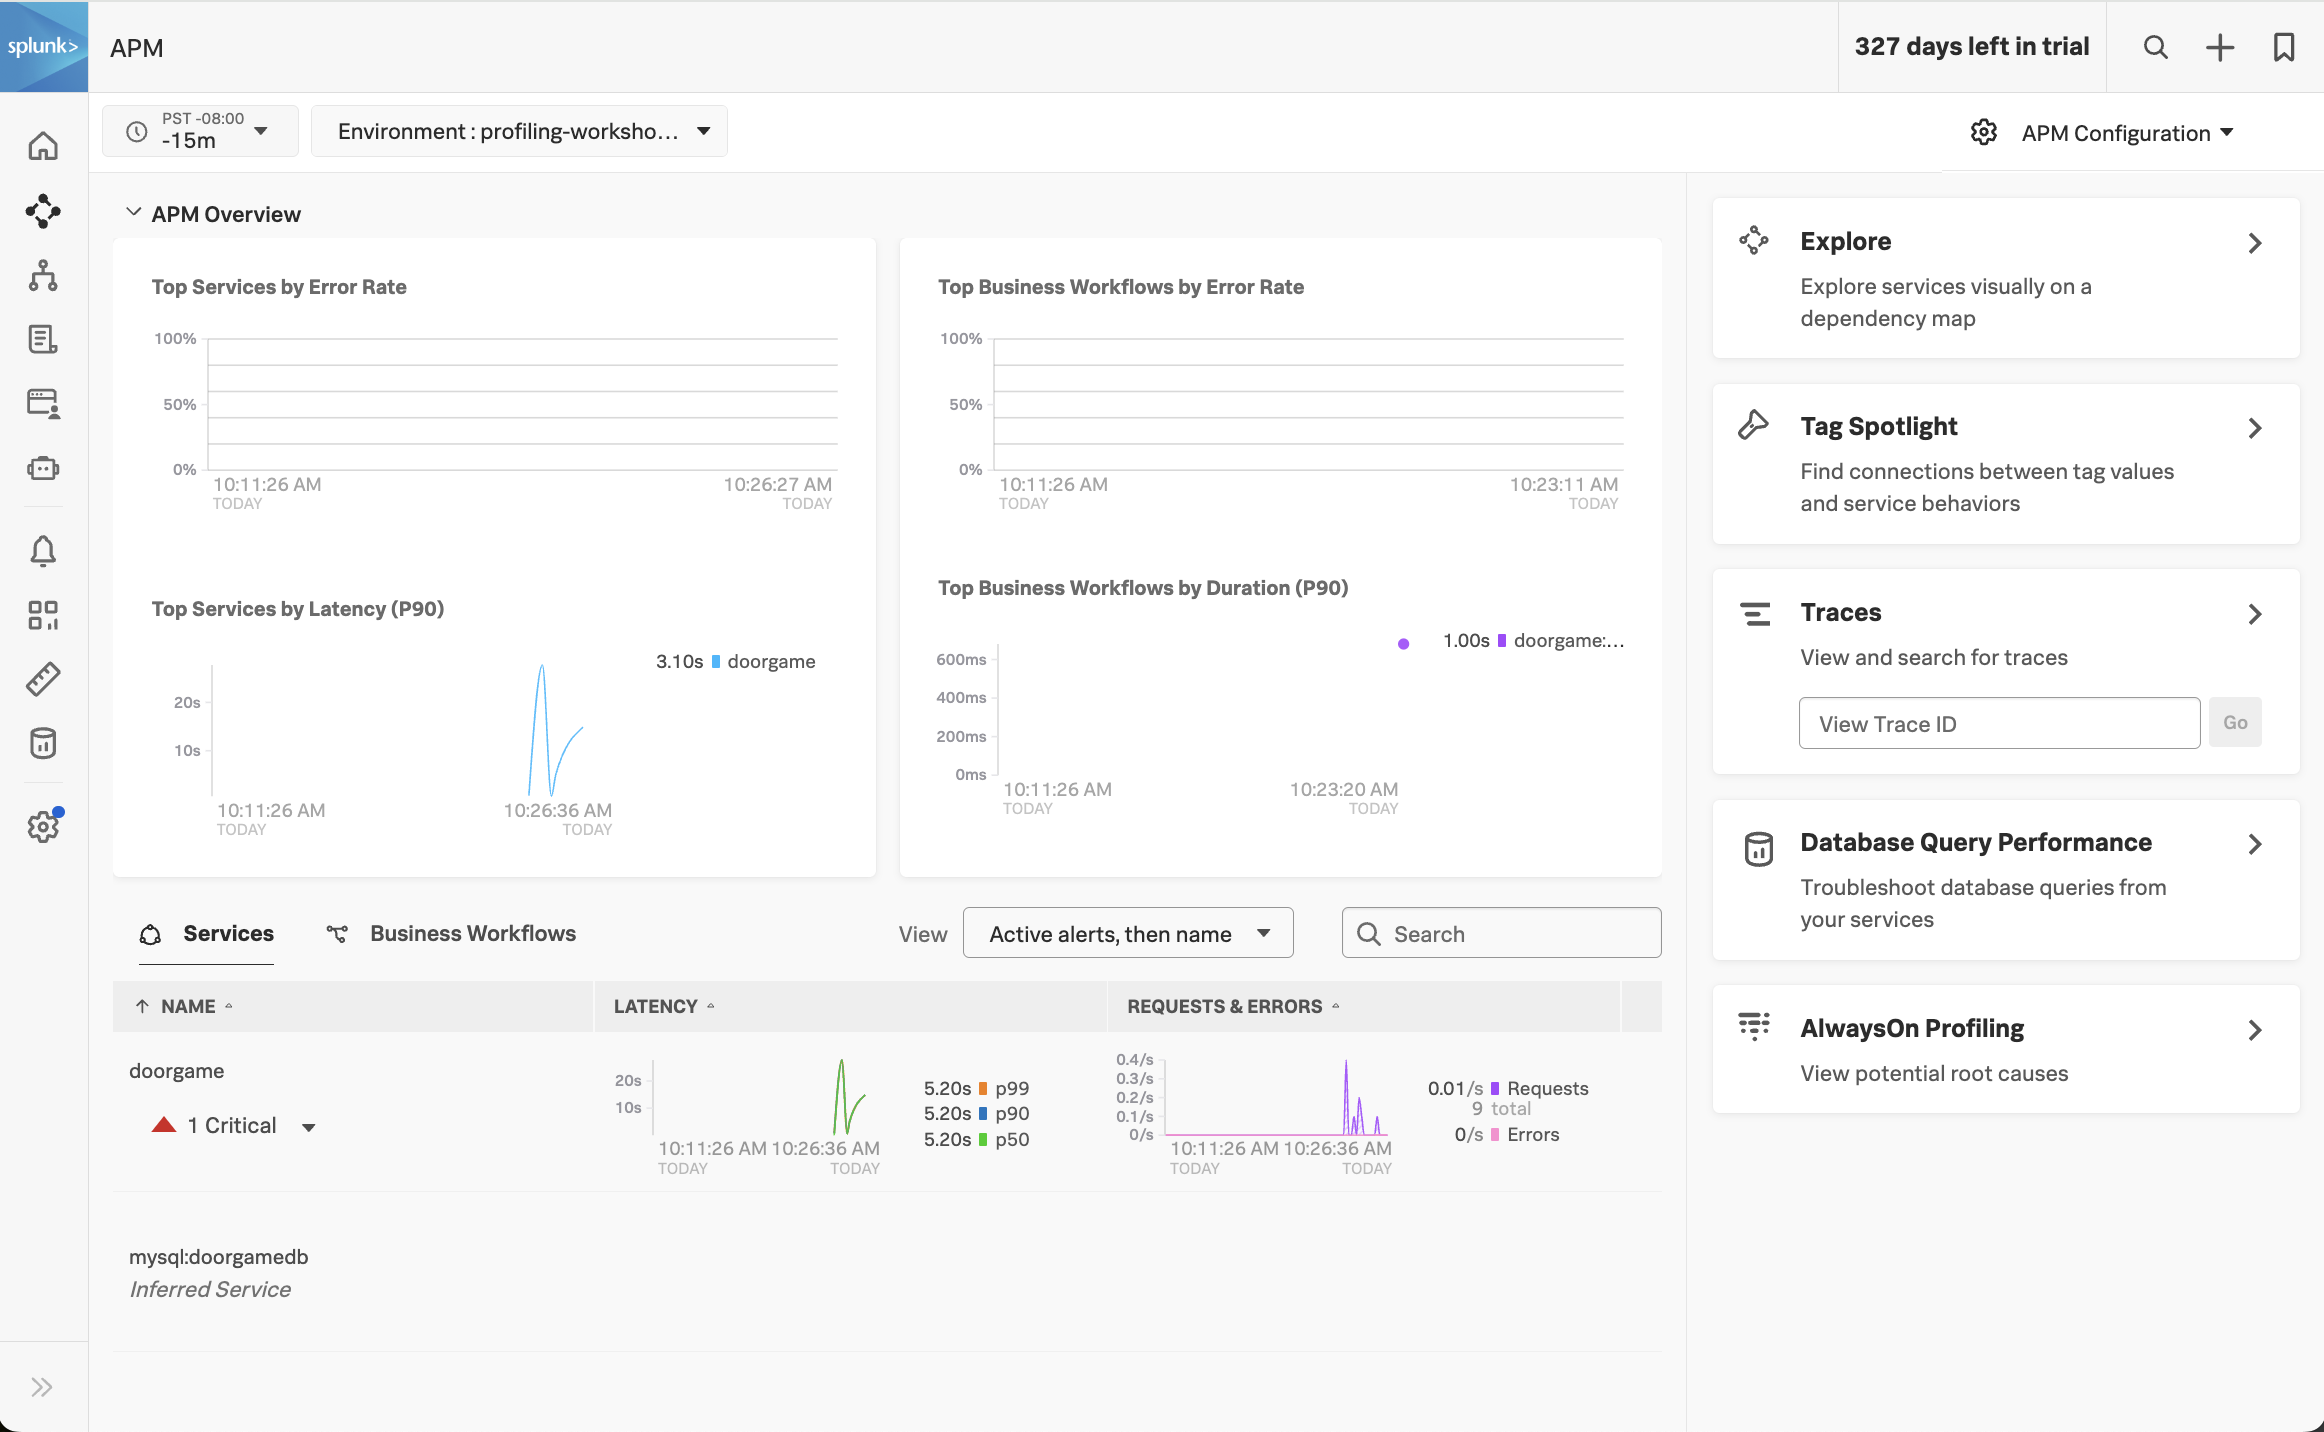 splunk>
APM
327 days left in trial
PST -08:00
-15m
Environment : profiling-worksho...
APM Configuration
APM Overview
Top Services by Error Rate
100%
50%
0%
10:11:26 AM
TODAY
10:26:27 AM
TODAY
Top Business Workflows by Error Rate
100%
50%
0%
10:11:26 AM
TODAY
10:23:11 AM
TODAY
Top Services by Latency (P90)
20s
10s
3.10s doorgame
10:11:26 AM
TODAY
10:26:36 AM
TODAY
Top Business Workflows by Duration (P90)
600ms
400ms
200ms
0ms
1.00s doorgame:...
10:11:26 AM
TODAY
10:23:20 AM
TODAY
Services
Business Workflows
View
Active alerts, then name
Search
NAME
LATENCY
REQUESTS & ERRORS
doorgame
1 Critical
20s
10s
10:11:26 AM
TODAY
10:26:36 AM
TODAY
5.20s p99
5.20s p90
5.20s p50
0.4/s
0.3/s
0.2/s
0.1/s
0/s
10:11:26 AM
TODAY
10:26:36 AM
TODAY
0.01/s Requests
9 total
0/s Errors
mysql:doorgamedb
Inferred Service
Explore
Explore services visually on a
dependency map
Tag Spotlight
Find connections between tag values
and service behaviors
Traces
View and search for traces
View Trace ID
Go
Database Query Performance
Troubleshoot database queries from
your services
AlwaysOn Profiling
View potential root causes